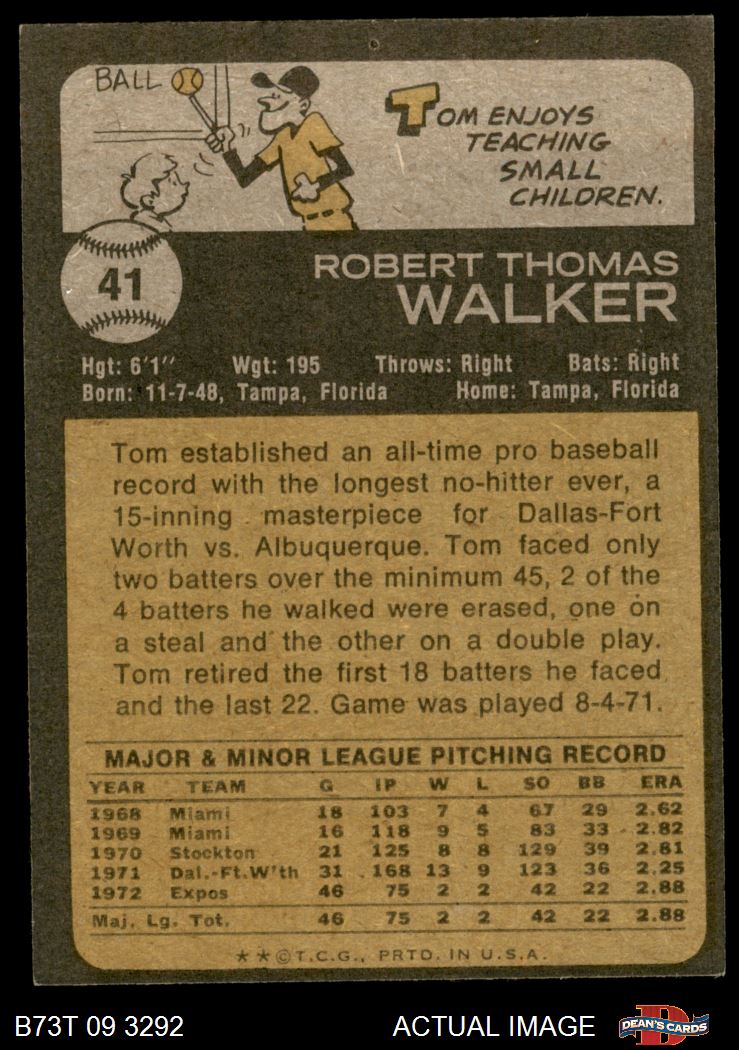 BALL
TOM ENJOYS
TEACHING
SMALL
CHILDREN.
41
ROBERT THOMAS
WALKER
Hgt: 6'1" Wgt: 195 Throws: Right Bats: Right
Born: 11-7-48, Tampa, Florida Home: Tampa, Florida
Tom established an all-time pro baseball
record with the longest no-hitter ever, a
15-inning masterpiece for Dallas-Fort
Worth vs. Albuquerque. Tom faced only
two batters over the minimum 45, 2 of the
4 batters he walked were erased, one on
a steal and the other on a double play.
Tom retired the first 18 batters he faced
and the last 22. Game was played 8-4-71.
MAJOR & MINOR LEAGUE PITCHING RECORD
YEAR TEAM G IP W L SO BB ERA
1968 Miami 18 103 7 4 67 29 2.62
1969 Miami 16 118 9 5 83 33 2.82
1970 Stockton 21 125 8 8 129 39 2.81
1971 Dal.-Ft.W'th 31 168 13 9 123 36 2.25
1972 Expos 46 75 2 2 42 22 2.88
Maj. Lg. Tot. 46 75 2 2 42 22 2.88
★★©T.C.G., PRTD. IN U.S.A.
B73T 09 3292 ACTUAL IMAGE D DEAN'S CARDS